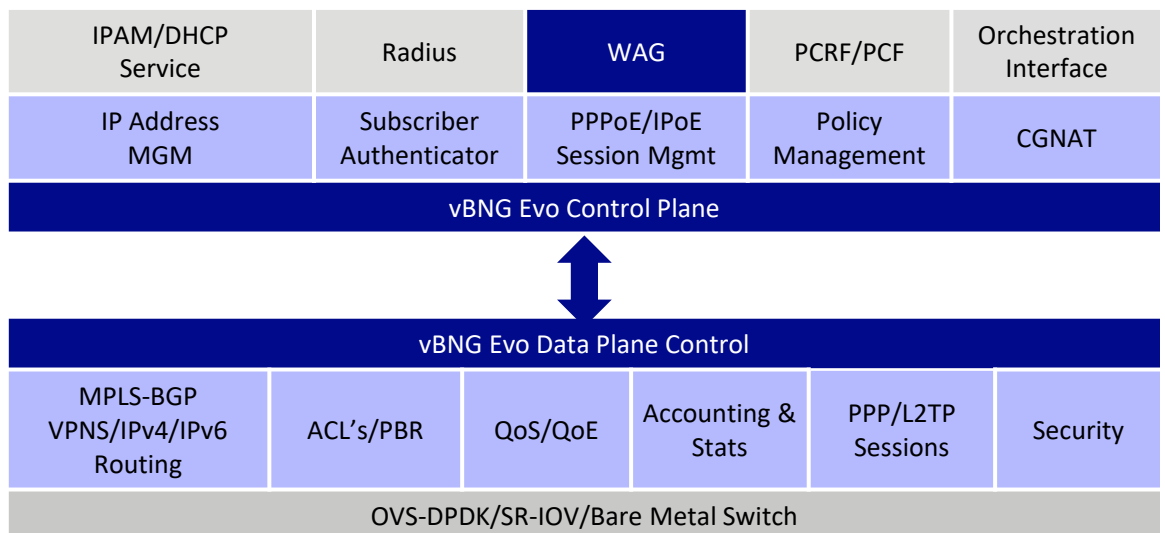 IPAM/DHCP
Service
Radius
WAG
PCRF/PCF
Orchestration
Interface
IP Address
MGM
Subscriber
Authenticator
PPPoE/IPoE
Session Mgmt
Policy
Management
CGNAT
vBNG Evo Control Plane
vBNG Evo Data Plane Control
MPLS-BGP
VPNS/IPv4/IPv6
Routing
ACL's/PBR
QoS/QoE
Accounting &
Stats
PPP/L2TP
Sessions
Security
OVS-DPDK/SR-IOV/Bare Metal Switch